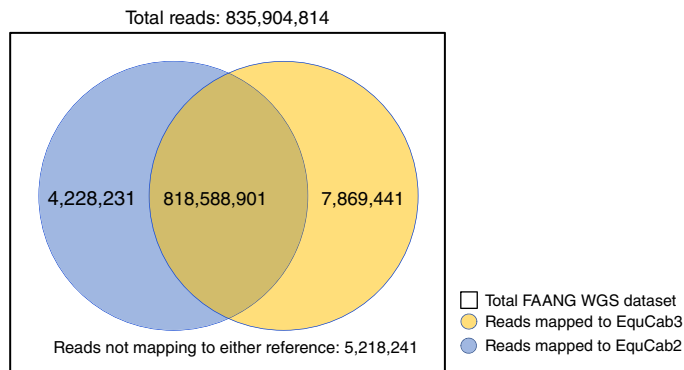 Total reads: 835,904,814
4,228,231 818,588,901 7,869,441
Reads not mapping to either reference: 5,218,241
Total FAANG WGS dataset
Reads mapped to EquCab3
Reads mapped to EquCab2